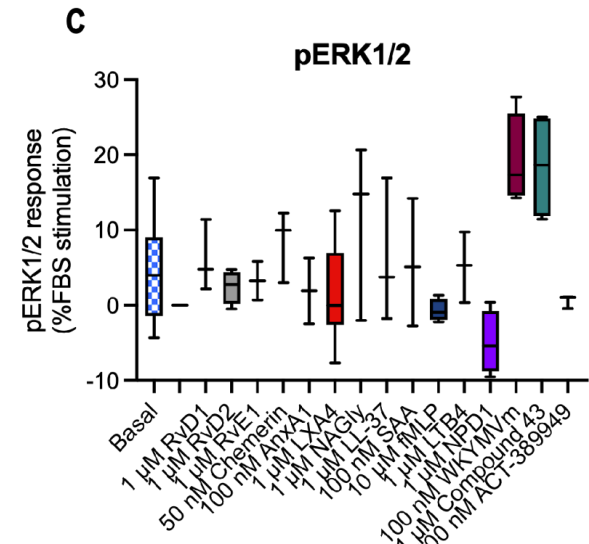 C
pERK1/2
pERK1/2 response
(%FBS stimulation)
30
20
10
0
-10
Basal
1 µM RvD1
1 µM RvD2
1 µM RvE1
50 nM Chemerin
100 nM AnxA1
1 µM LXA4
1 µM NAGly
1 µM LL-37
100 nM SAA
10 µM fMLP
1 µM LTB4
1 µM NPD1
100 nM WKYMVm
µM Compound 43
00 nM ACT-389949